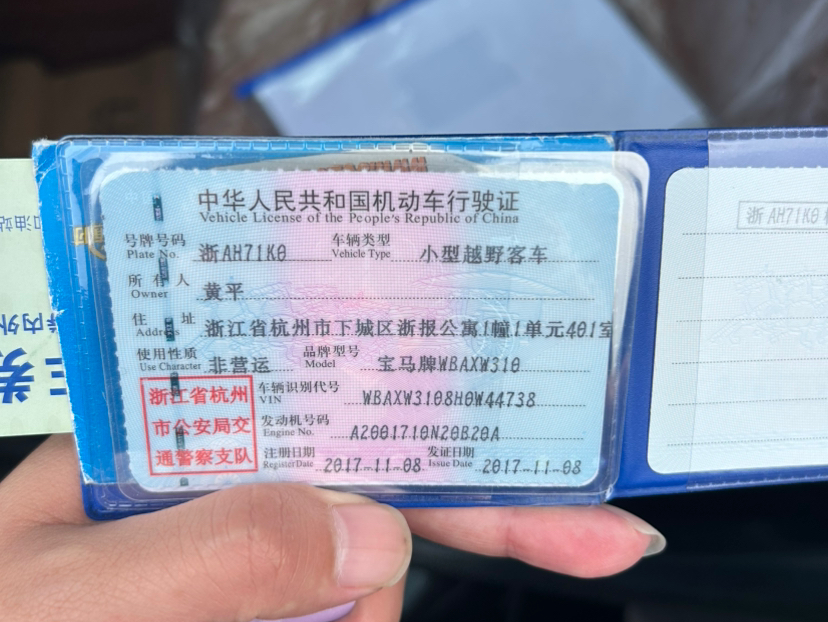 中华人民共和国机动车行驶证
Vehicle License of the People's Republic of China
号牌号码 浙AH71K0 车辆类型 小型越野客车
Plate No. Vehicle Type
所有人 黄平
Owner
住址 浙江省杭州市下城区浙报公寓1幢1单元401室
Address
使用性质 非营运 品牌型号 宝马牌WBAXW310
Use Character Model
浙江省杭州
市公安局交
通警察支队
车辆识别代号 WBAXW3108H0W44738
VIN
发动机号码 A2001710N20B20A
Engine No.
注册日期 2017-11-08 发证日期 2017-11-08
Register Date Issue Date
浙AH71K0
油站
内外